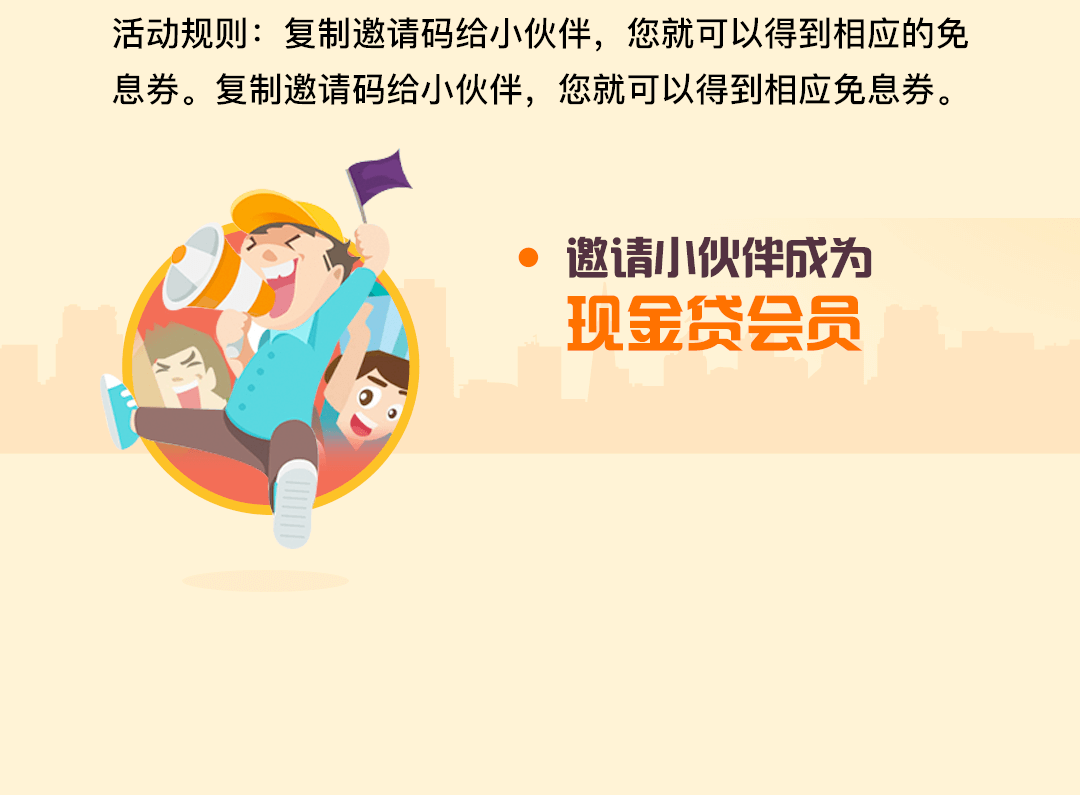 活动规则：复制邀请码给小伙伴，您就可以得到相应的免
息券。复制邀请码给小伙伴，您就可以得到相应免息券。
邀请小伙伴成为
现金贷会员